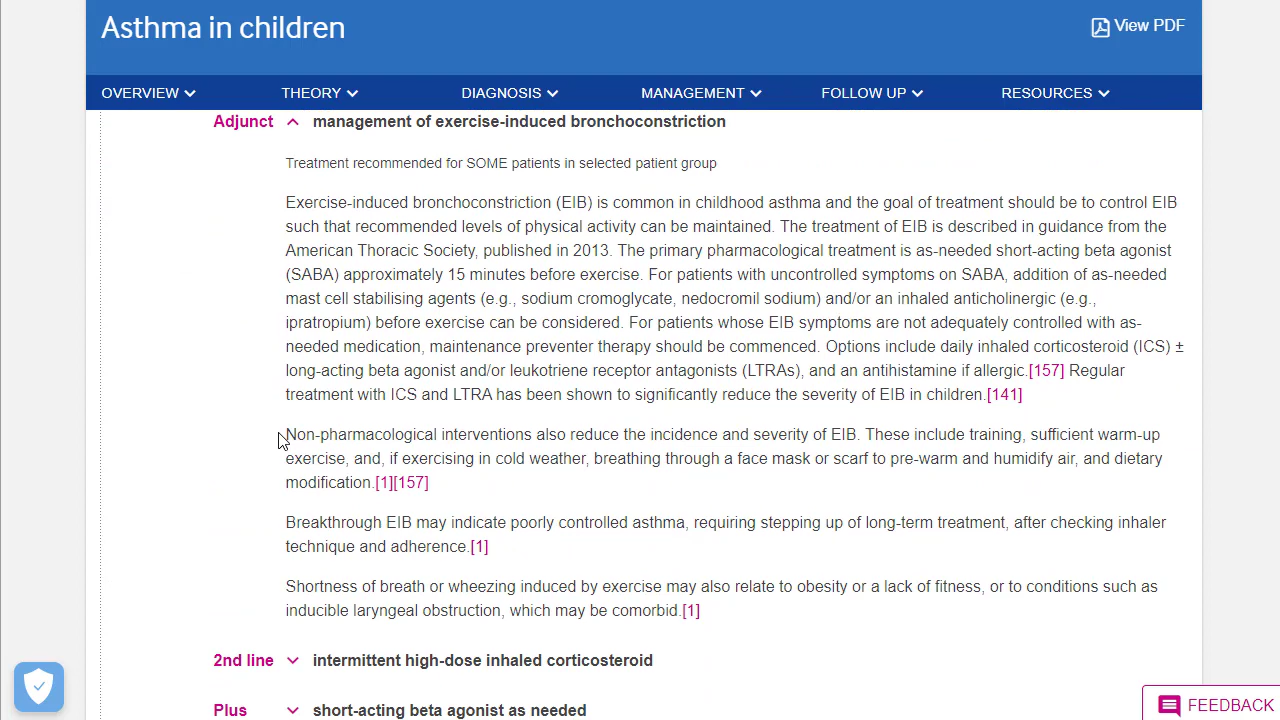 Asthma in children
View PDF
OVERVIEW THEORY DIAGNOSIS MANAGEMENT FOLLOW UP RESOURCES
Adjunct management of exercise-induced bronchoconstriction
Treatment recommended for SOME patients in selected patient group
Exercise-induced bronchoconstriction (EIB) is common in childhood asthma and the goal of treatment should be to control EIB
such that recommended levels of physical activity can be maintained. The treatment of EIB is described in guidance from the
American Thoracic Society, published in 2013. The primary pharmacological treatment is as-needed short-acting beta agonist
(SABA) approximately 15 minutes before exercise. For patients with uncontrolled symptoms on SABA, addition of as-needed
mast cell stabilising agents (e.g., sodium cromoglycate, nedocromil sodium) and/or an inhaled anticholinergic (e.g.,
ipratropium) before exercise can be considered. For patients whose EIB symptoms are not adequately controlled with as-
needed medication, maintenance preventer therapy should be commenced. Options include daily inhaled corticosteroid (ICS) ±
long-acting beta agonist and/or leukotriene receptor antagonists (LTRAs), and an antihistamine if allergic.[157] Regular
treatment with ICS and LTRA has been shown to significantly reduce the severity of EIB in children.[141]
Non-pharmacological interventions also reduce the incidence and severity of EIB. These include training, sufficient warm-up
exercise, and, if exercising in cold weather, breathing through a face mask or scarf to pre-warm and humidify air, and dietary
modification.[1][157]
Breakthrough EIB may indicate poorly controlled asthma, requiring stepping up of long-term treatment, after checking inhaler
technique and adherence.[1]
Shortness of breath or wheezing induced by exercise may also relate to obesity or a lack of fitness, or to conditions such as
inducible laryngeal obstruction, which may be comorbid.[1]
2nd line intermittent high-dose inhaled corticosteroid
Plus short-acting beta agonist as needed
FEEDBACK